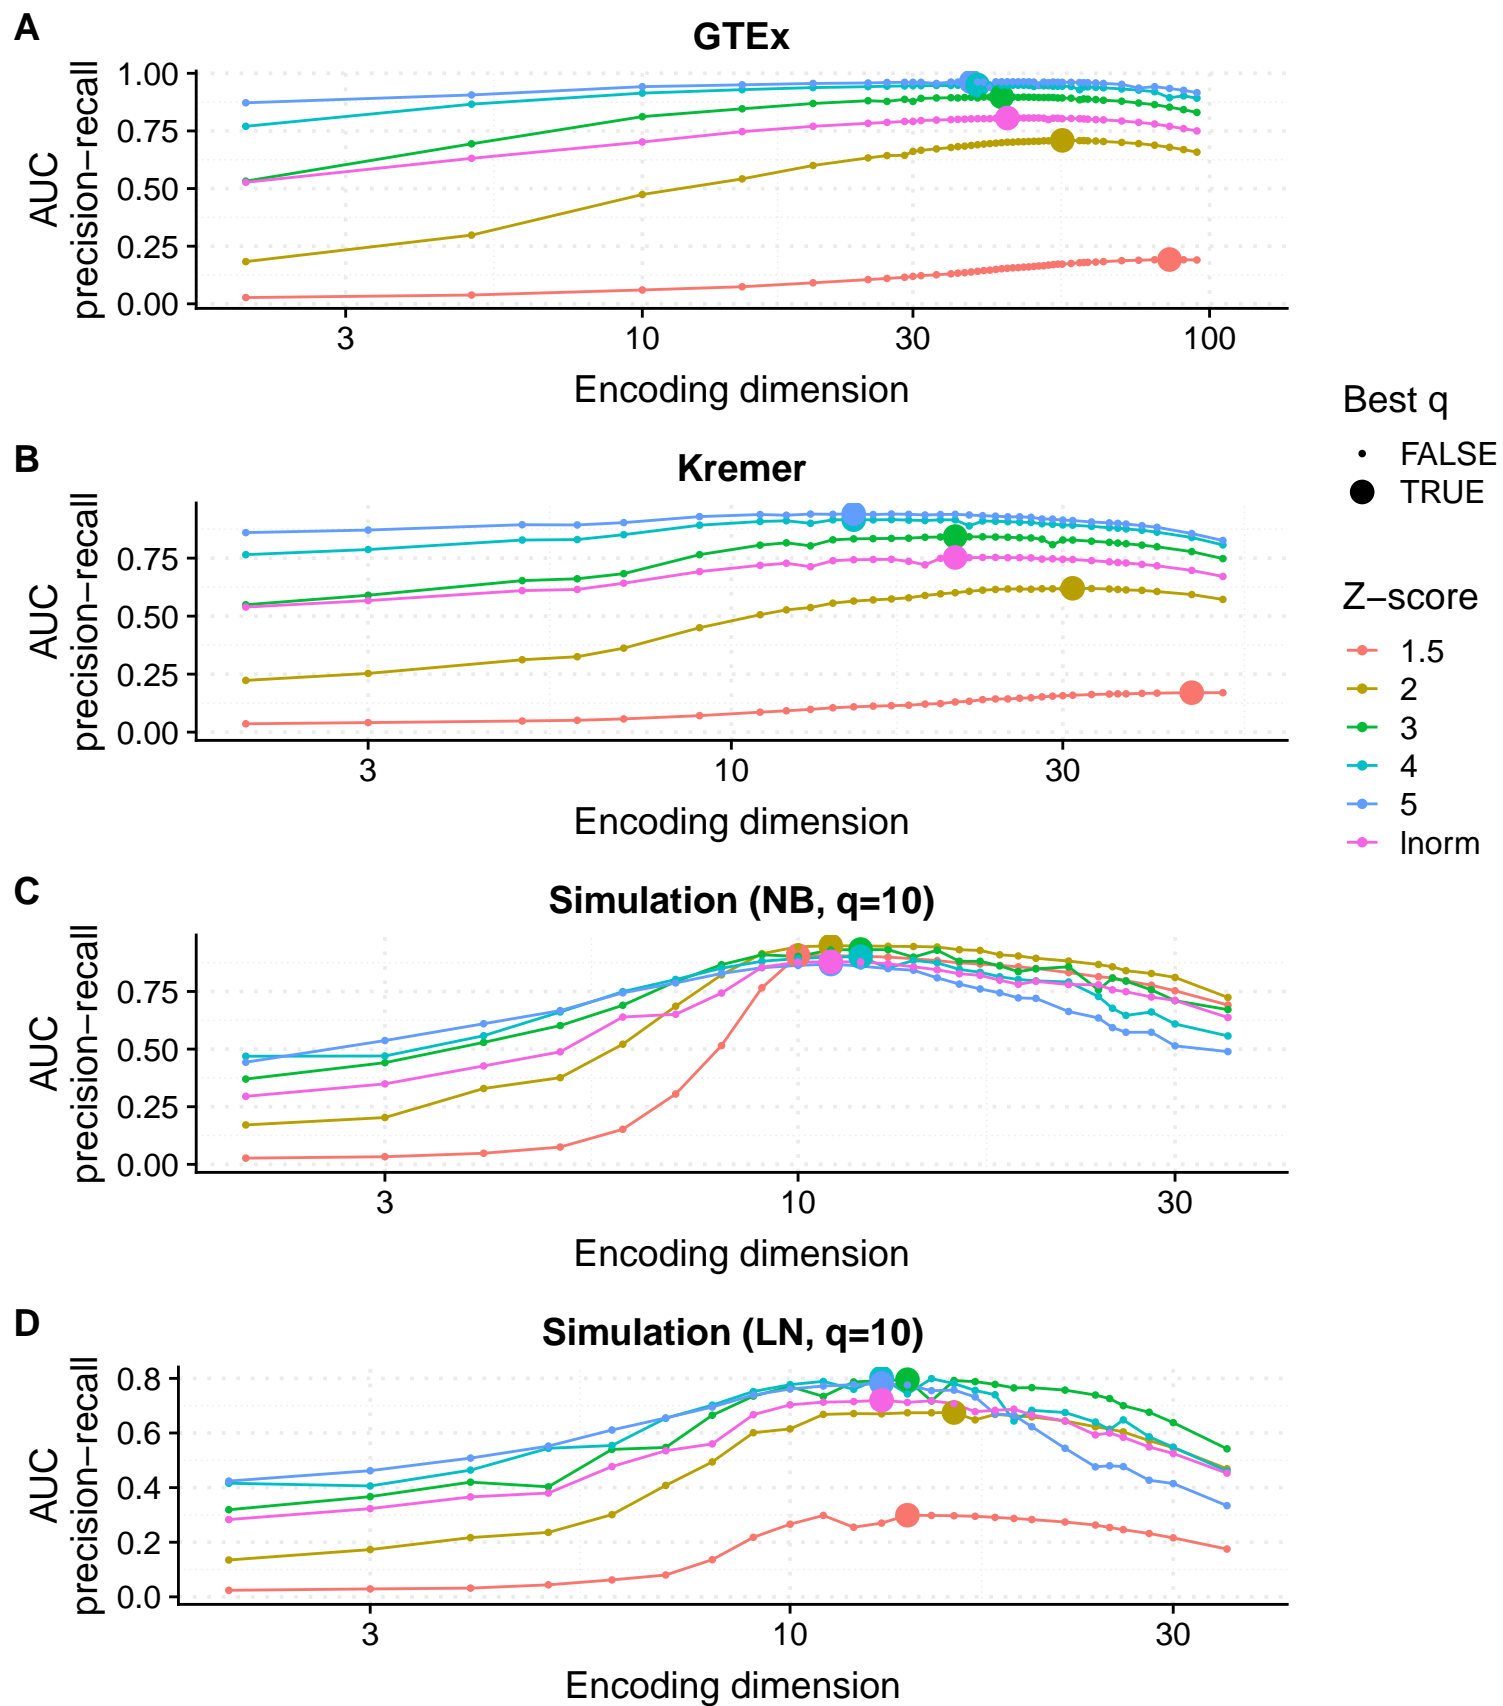 A
GTEx
AUC
precision−recall
1.00
0.75
0.50
0.25
0.00
3
10
30
100
Encoding dimension
B
Kremer
AUC
precision−recall
0.75
0.50
0.25
0.00
3
10
30
Encoding dimension
C
Simulation (NB, q=10)
AUC
precision−recall
0.75
0.50
0.25
0.00
3
10
30
Encoding dimension
D
Simulation (LN, q=10)
AUC
precision−recall
0.8
0.6
0.4
0.2
0.0
3
10
30
Encoding dimension
Best q
FALSE
TRUE
Z−score
1.5
2
3
4
5
lnorm